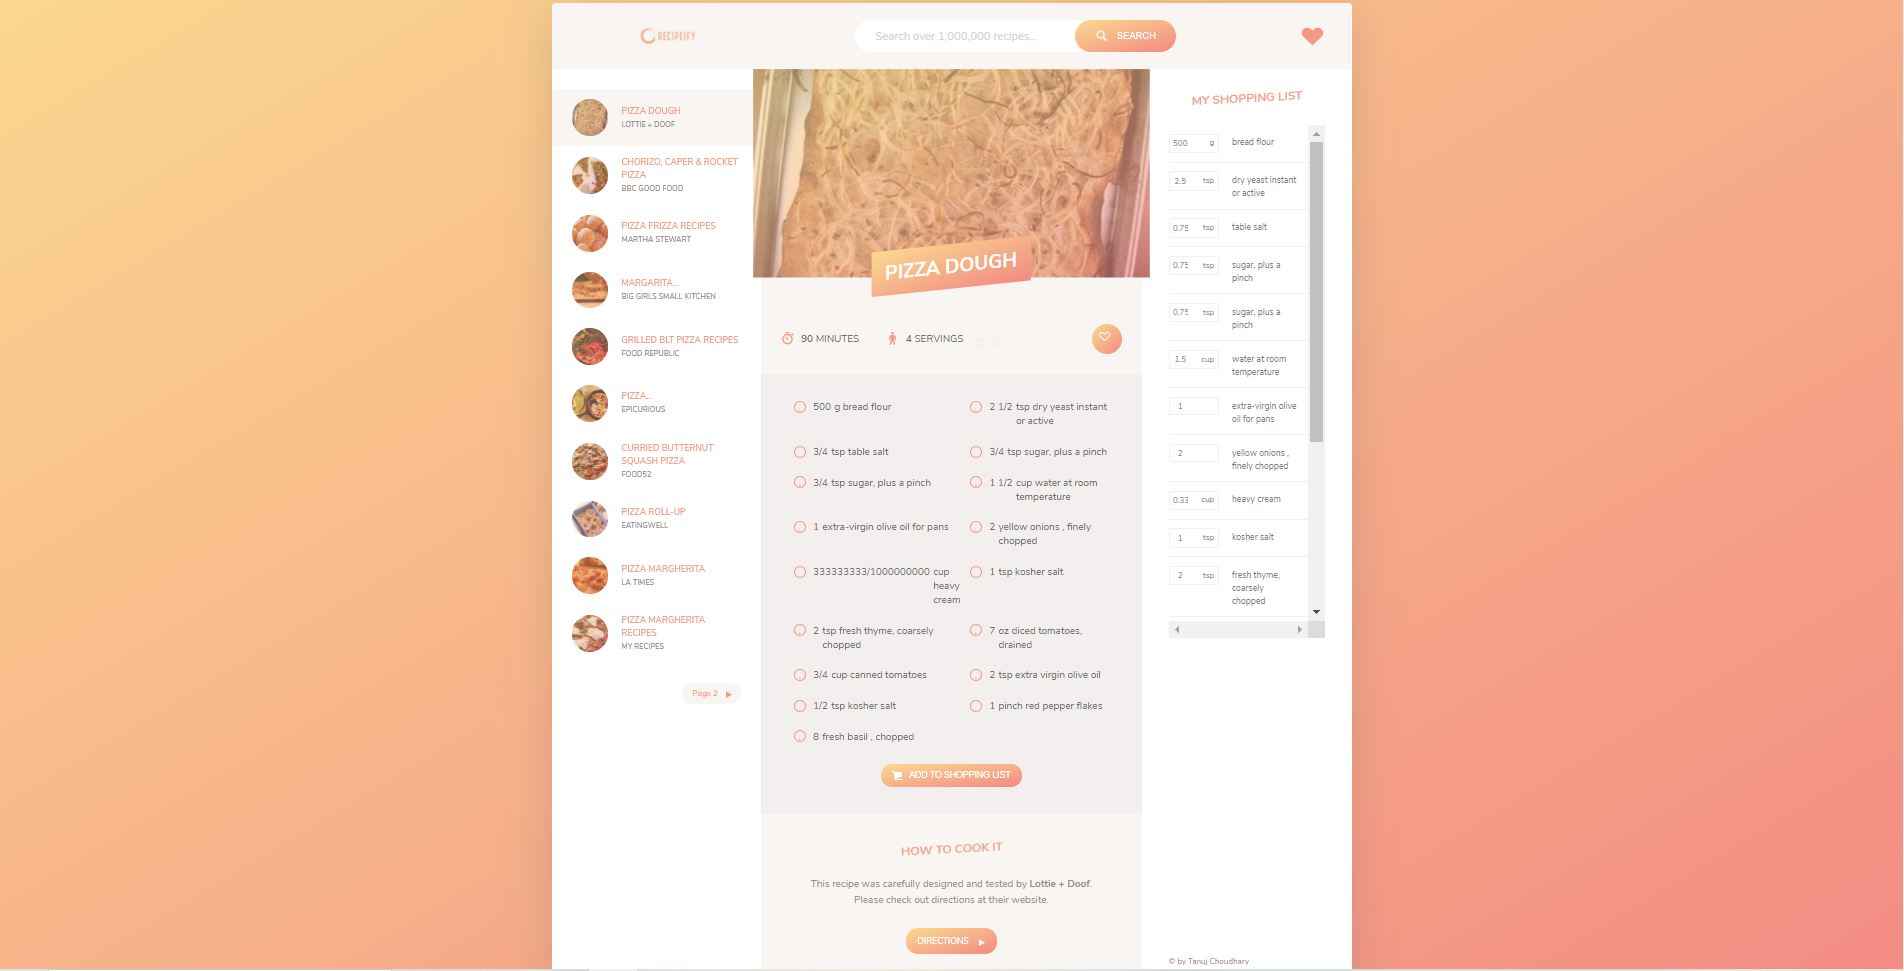 RECIPEIFY
Search over 1,000,000 recipes...
SEARCH
PIZZA DOUGH
LOTTIE + DOOF
CHORIZO, CAPER & ROCKET
PIZZA
BBC GOOD FOOD
PIZZA FRIZZA RECIPES
MARTHA STEWART
MARGARITA...
BIG GIRLS SMALL KITCHEN
GRILLED BLT PIZZA RECIPES
FOOD REPUBLIC
PIZZA...
EPICURIOUS
CURRIED BUTTERNUT
SQUASH PIZZA
FOOD52
PIZZA ROLL-UP
EATINGWELL
PIZZA MARGHERITA
LA TIMES
PIZZA MARGHERITA
RECIPES
MY RECIPES
Page 2
PIZZA DOUGH
90 MINUTES
4 SERVINGS
500 g bread flour
2 1/2 tsp dry yeast instant
or active
3/4 tsp table salt
3/4 tsp sugar, plus a pinch
3/4 tsp sugar, plus a pinch
1 1/2 cup water at room
temperature
1 extra-virgin olive oil for pans
2 yellow onions , finely
chopped
333333333/1000000000 cup
heavy
cream
1 tsp kosher salt
2 tsp fresh thyme, coarsely
chopped
7 oz diced tomatoes,
drained
3/4 cup canned tomatoes
2 tsp extra virgin olive oil
1/2 tsp kosher salt
1 pinch red pepper flakes
8 fresh basil , chopped
ADD TO SHOPPING LIST
HOW TO COOK IT
This recipe was carefully designed and tested by Lottie + Doof.
Please check out directions at their website.
DIRECTIONS
MY SHOPPING LIST
500 g bread flour
2.5 tsp dry yeast instant
or active
0.75 tsp table salt
0.75 tsp sugar, plus a
pinch
0.75 tsp sugar, plus a
pinch
1.5 cup water at room
temperature
1 extra-virgin olive
oil for pans
2 yellow onions ,
finely chopped
0.33 cup heavy cream
1 tsp kosher salt
2 tsp fresh thyme,
coarsely
chopped
© by Tanuj Choudhary